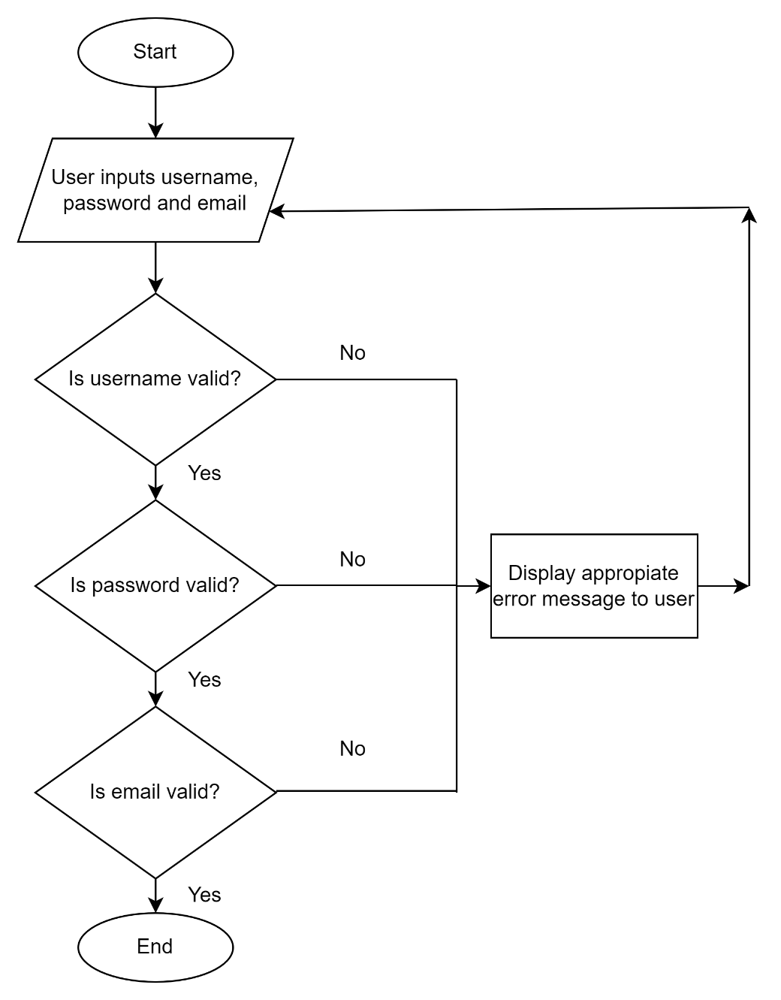 Start
User inputs username,
password and email
No
Is username valid?
Yes
No
Is password valid?
Display appropiate
error message to user
Yes
No
Is email valid?
Yes
End